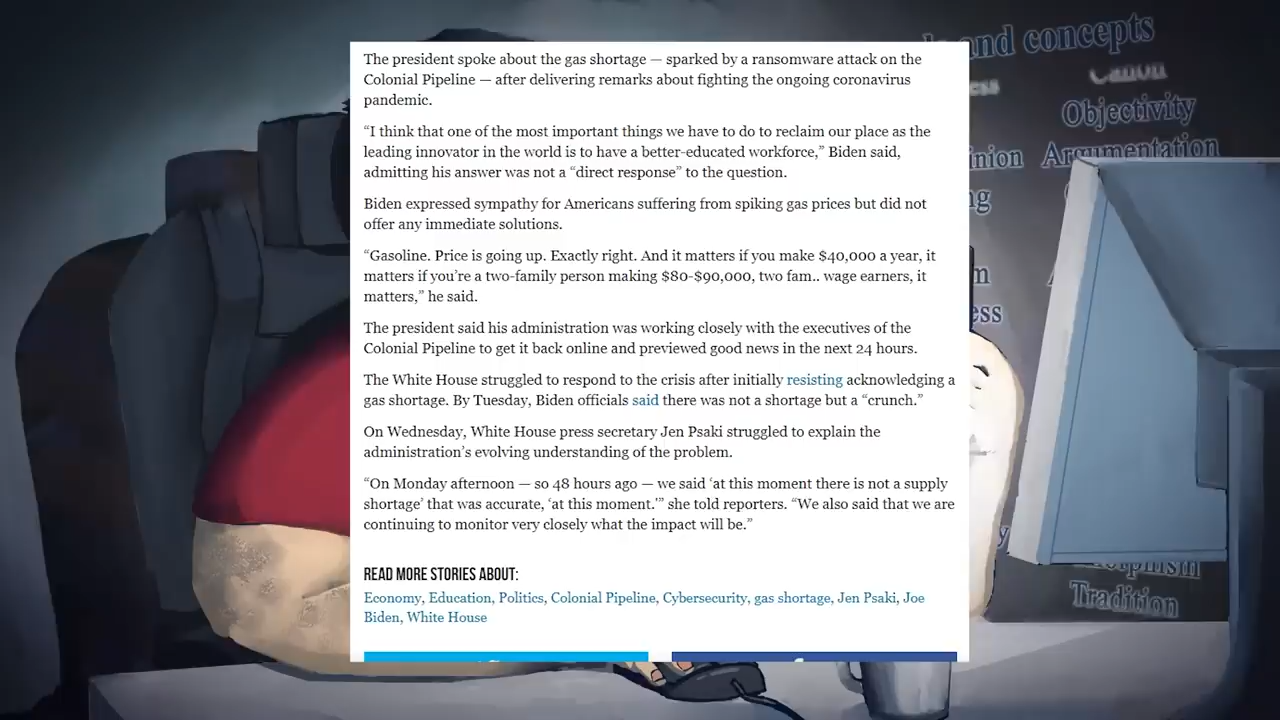 The president spoke about the gas shortage — sparked by a ransomware attack on the
Colonial Pipeline — after delivering remarks about fighting the ongoing coronavirus
pandemic.
“I think that one of the most important things we have to do to reclaim our place as the
leading innovator in the world is to have a better-educated workforce,” Biden said,
admitting his answer was not a “direct response” to the question.
Biden expressed sympathy for Americans suffering from spiking gas prices but did not
offer any immediate solutions.
“Gasoline. Price is going up. Exactly right. And it matters if you make $40,000 a year, it
matters if you’re a two-family person making $80-$90,000, two fam.. wage earners, it
matters,” he said.
The president said his administration was working closely with the executives of the
Colonial Pipeline to get it back online and previewed good news in the next 24 hours.
The White House struggled to respond to the crisis after initially resisting acknowledging a
gas shortage. By Tuesday, Biden officials said there was not a shortage but a “crunch.”
On Wednesday, White House press secretary Jen Psaki struggled to explain the
administration’s evolving understanding of the problem.
“On Monday afternoon — so 48 hours ago — we said ‘at this moment there is not a supply
shortage’ that was accurate, ‘at this moment.’” she told reporters. “We also said that we are
continuing to monitor very closely what the impact will be.”
READ MORE STORIES ABOUT:
Economy, Education, Politics, Colonial Pipeline, Cybersecurity, gas shortage, Jen Psaki, Joe
Biden, White House
and concepts
Canon
Objectivity
Argumentation
Tradition